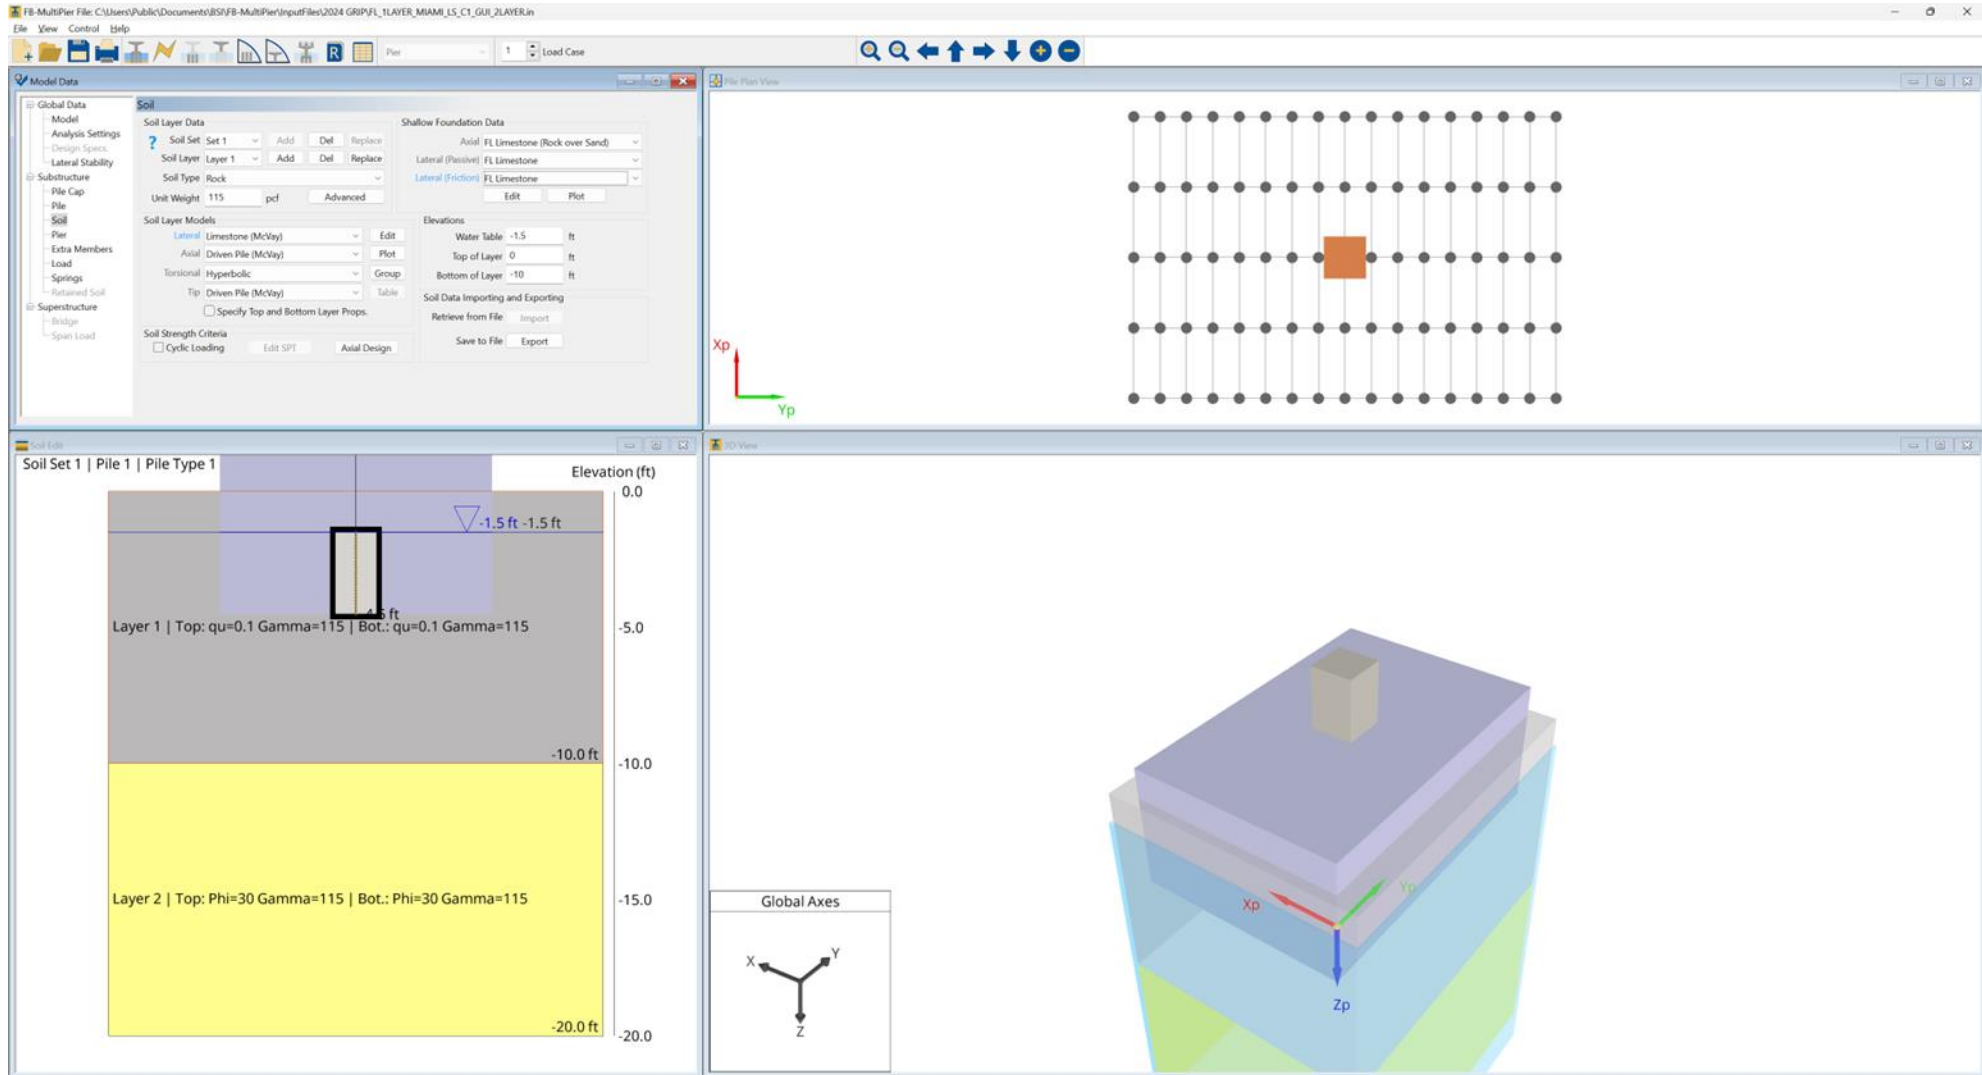 FB-MultiPier File: C:\Users\Public\Documents\BSI\FB-MultiPier\InputFiles\2024 GRIP\FL_1LAYER_MIAMI_LS_C1_GUI_2LAYER.in
File View Control Help
R Pier 1 Load Case
Model Data
Global Data
Model
Analysis Settings
Design Specs.
Lateral Stability
Substructure
Pile Cap
Pile
Soil
Pier
Extra Members
Load
Springs
Retained Soil
Superstructure
Bridge
Span Load
Soil
Soil Layer Data
? Soil Set Set 1 Add Del Replace
Soil Layer Layer 1 Add Del Replace
Soil Type Rock
Unit Weight 115 pcf Advanced
Soil Layer Models
Lateral Limestone (McVay) Edit
Axial Driven Pile (McVay) Plot
Torsional Hyperbolic Group
Tip Driven Pile (McVay) Table
Specify Top and Bottom Layer Props.
Soil Strength Criteria
Cyclic Loading Edit SPT Axial Design
Shallow Foundation Data
Axial FL Limestone (Rock over Sand)
Lateral (Passive) FL Limestone
Lateral (Friction) FL Limestone
Edit Plot
Elevations
Water Table -1.5 ft
Top of Layer 0 ft
Bottom of Layer -10 ft
Soil Data Importing and Exporting
Retrieve from File Import
Save to File Export
Pile Plan View
Xp
Yp
Soil Edit
Soil Set 1 | Pile 1 | Pile Type 1
Elevation (ft)
0.0
-1.5 ft -1.5 ft
ft
Layer 1 | Top: qu=0.1 Gamma=115 | Bot.: qu=0.1 Gamma=115
-5.0
-10.0 ft
-10.0
Layer 2 | Top: Phi=30 Gamma=115 | Bot.: Phi=30 Gamma=115
-15.0
-20.0 ft
-20.0
3D View
Global Axes
X
Y
Z
Xp
Yp
Zp